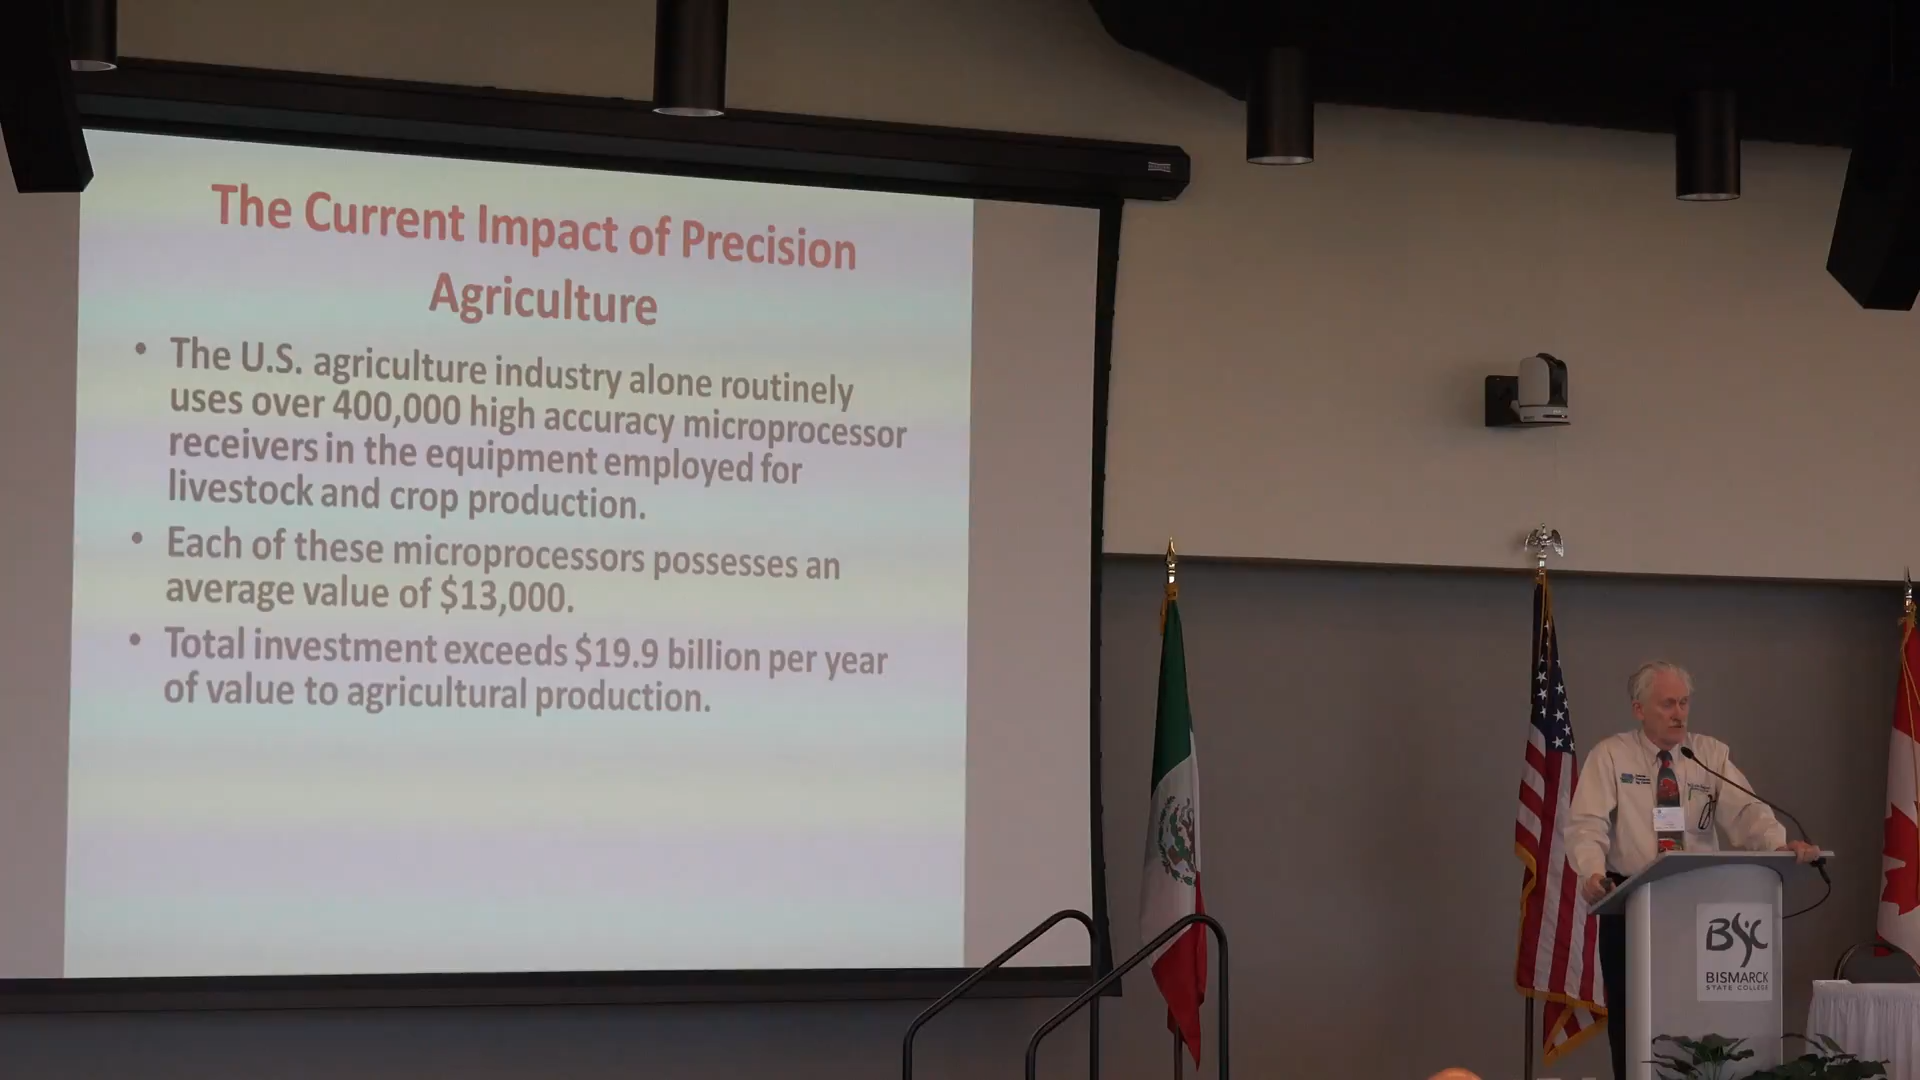 The Current Impact of Precision
Agriculture
• The U.S. agriculture industry alone routinely
uses over 400,000 high accuracy microprocessor
receivers in the equipment employed for
livestock and crop production.
• Each of these microprocessors possesses an
average value of $13,000.
• Total investment exceeds $19.9 billion per year
of value to agricultural production.
BSC
BISMARCK
STATE COLLEGE